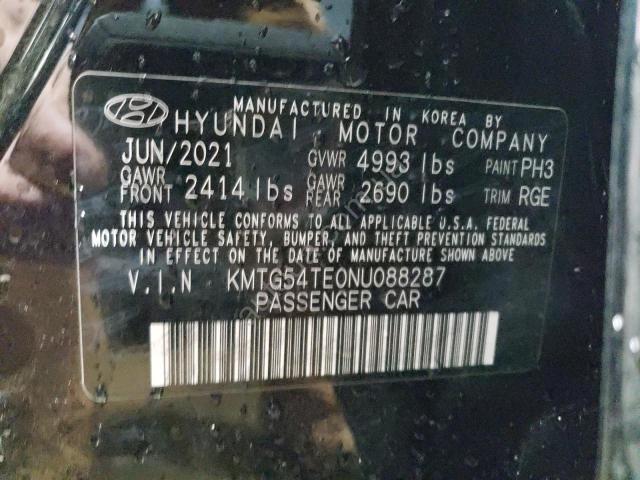 MANUFACTURED IN KOREA BY
HYUNDAI MOTOR COMPANY
JUN/2021 GVWR 4993 lbs PAINT PH3
GAWR FRONT 2414 lbs GAWR REAR 2690 lbs TRIM RGE
THIS VEHICLE CONFORMS TO ALL APPLICABLE U.S.A. FEDERAL
MOTOR VEHICLE SAFETY, BUMPER, AND THEFT PREVENTION STANDARDS
IN EFFECT ON THE DATE OF MANUFACTURE SHOWN ABOVE
V.I.N KMTG54TE0NU088287
PASSENGER CAR